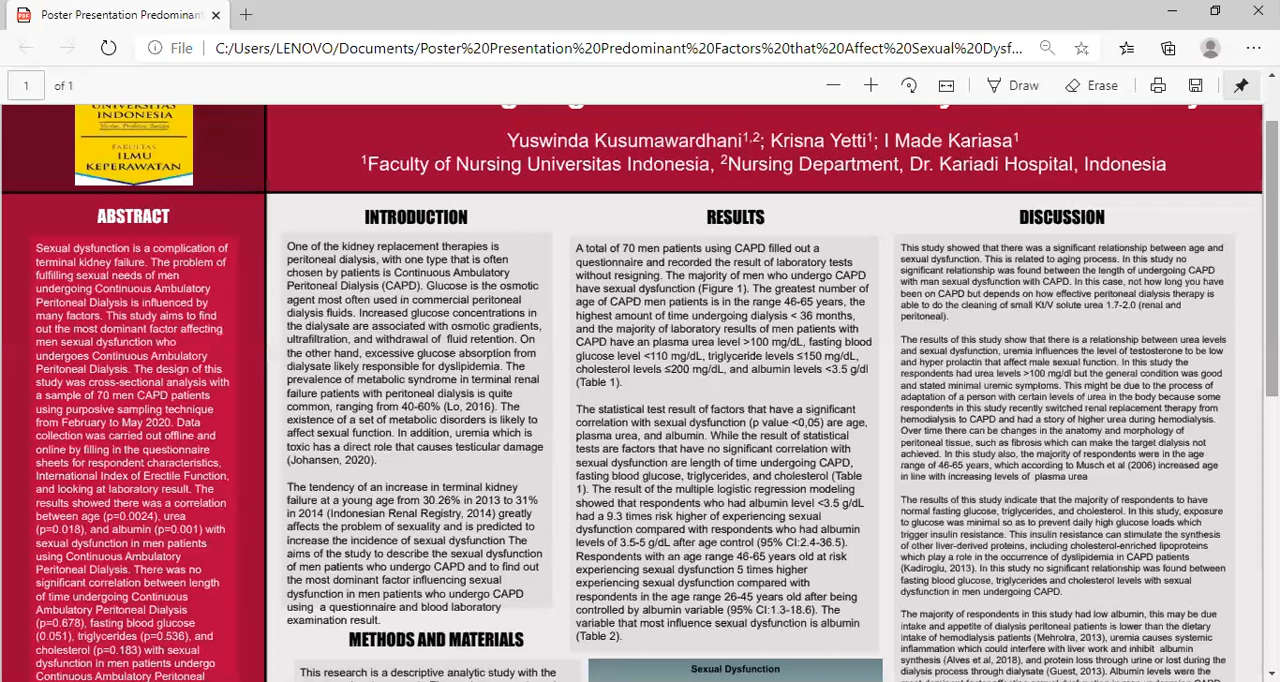 Poster Presentation Predominan
File
C:/Users/LENOVO/Documents/Poster%20Presentation%20Predominant%20Factors%20that%20Affect%20Sexual%20Dysf...
1
of 1
Draw
Erase
UNIVERSITAS
INDONESIA
FAKULTAS
ILMU
KEPERAWATAN
Yuswinda Kusumawardhani1,2; Krisna Yetti1; I Made Kariasa1
1Faculty of Nursing Universitas Indonesia, 2Nursing Department, Dr. Kariadi Hospital, Indonesia
ABSTRACT
Sexual dysfunction is a complication of
terminal kidney failure. The problem of
fulfilling sexual needs of men
undergoing Continuous Ambulatory
Peritoneal Dialysis is influenced by
many factors. This study aims to find
out the most dominant factor affecting
men sexual dysfunction who
undergoes Continuous Ambulatory
Peritoneal Dialysis. The design of this
study was cross-sectional analysis with
a sample of 70 men CAPD patients
using purposive sampling technique
from February to May 2020. Data
collection was carried out offline and
online by filling in the questionnaire
sheets for respondent characteristics,
International Index of Erectile Function,
and looking at laboratory result. The
results showed there was a correlation
between age (p=0.0024), urea
(p=0.018), and albumin (p=0.001) with
sexual dysfunction in men patients
using Continuous Ambulatory
Peritoneal Dialysis. There was no
significant correlation between length
of time undergoing Continuous
Ambulatory Peritoneal Dialysis
(p=0.678), fasting blood glucose
(0.051), triglycerides (p=0.536), and
cholesterol (p=0.183) with sexual
dysfunction in men patients undergo
Continuous Ambulatory Peritoneal
INTRODUCTION
One of the kidney replacement therapies is
peritoneal dialysis, with one type that is often
chosen by patients is Continuous Ambulatory
Peritoneal Dialysis (CAPD). Glucose is the osmotic
agent most often used in commercial peritoneal
dialysis fluids. Increased glucose concentrations in
the dialysate are associated with osmotic gradients,
ultrafiltration, and withdrawal of  fluid retention. On
the other hand, excessive glucose absorption from
dialysate likely responsible for dyslipidemia. The
prevalence of metabolic syndrome in terminal renal
failure patients with peritoneal dialysis is quite
common, ranging from 40-60% (Lo, 2016). The
existence of a set of metabolic disorders is likely to
affect sexual function. In addition, uremia which is
toxic has a direct role that causes testicular damage
(Johansen, 2020).
The tendency of an increase in terminal kidney
failure at a young age from 30.26% in 2013 to 31%
in 2014 (Indonesian Renal Registry, 2014) greatly
affects the problem of sexuality and is predicted to
increase the incidence of sexual dysfunction The
aims of the study to describe the sexual dysfunction
of men patients who undergo CAPD and to find out
the most dominant factor influencing sexual
dysfunction in men patients who undergo CAPD
using  a questionnaire and blood laboratory
examination result.
METHODS AND MATERIALS
This research is a descriptive analytic study with the
RESULTS
A total of 70 men patients using CAPD filled out a
questionnaire and recorded the result of laboratory tests
without resigning. The majority of men who undergo CAPD
have sexual dysfunction (Figure 1). The greatest number of
age of CAPD men patients is in the range 46-65 years, the
highest amount of time undergoing dialysis < 36 months,
and the majority of laboratory results of men patients with
CAPD have an plasma urea level >100 mg/dL, fasting blood
glucose level <110 mg/dL, triglyceride levels ≤150 mg/dL,
cholesterol levels ≤200 mg/dL, and albumin levels <3.5 g/dl
(Table 1).
The statistical test result of factors that have a significant
correlation with sexual dysfunction (p value <0,05) are age,
plasma urea, and albumin. While the result of statistical
tests are factors that have no significant correlation with
sexual dysfunction are length of time undergoing CAPD,
fasting blood glucose, triglycerides, and cholesterol (Table
1). The result of the multiple logistic regression modeling
showed that respondents who had albumin level <3.5 g/dL
had a 9.3 times risk higher of experiencing sexual
dysfunction compared with respondents who had albumin
levels of 3.5-5 g/dL after age control (95% CI:2.4-36.5).
Respondents with an age range 46-65 years old at risk
experiencing sexual dysfunction 5 times higher
experiencing sexual dysfunction compared with
respondents in the age range 26-45 years old after being
controlled by albumin variable (95% CI:1.3-18.6). The
variable that most influence sexual dysfunction is albumin
(Table 2).
Sexual Dysfunction
DISCUSSION
This study showed that there was a significant relationship between age and
sexual dysfunction. This is related to aging process. In this study no
significant relationship was found between the length of undergoing CAPD
with man sexual dysfunction with CAPD. In this case, not how long you have
been on CAPD but depends on how effective peritoneal dialysis therapy is
able to do the cleaning of small Kt/V solute urea 1.7-2.0 (renal and
peritoneal).
The results of this study show that there is a relationship between urea levels
and sexual dysfunction, uremia influences the level of testosterone to be low
and hyper prolactin that affect male sexual function. In this study the
respondents had urea levels >100 mg/dl but the general condition was good
and stated minimal uremic symptoms. This might be due to the process of
adaptation of a person with certain levels of urea in the body because some
respondents in this study recently switched renal replacement therapy from
hemodialysis to CAPD and had a story of higher urea during hemodialysis.
Over time there can be changes in the anatomy and morphology of
peritoneal tissue, such as fibrosis which can make the target dialysis not
achieved. In this study also, the majority of respondents were in the age
range of 46-65 years, which according to Musch et al (2006) increased age
in line with increasing levels of  plasma urea
The results of this study indicate that the majority of respondents to have
normal fasting glucose, triglycerides, and cholesterol. In this study, exposure
to glucose was minimal so as to prevent daily high glucose loads which
trigger insulin resistance. This insulin resistance can stimulate the synthesis
of other liver-derived proteins, including cholesterol-enriched lipoproteins
which play a role in the occurrence of dyslipidemia in CAPD patients
(Kadiroglu, 2013). In this study no significant relationship was found between
fasting blood glucose, triglycerides and cholesterol levels with sexual
dysfunction in men undergoing CAPD.
The majority of respondents in this study had low albumin, this may be due
intake and appetite of dialysis peritoneal patients is lower than the dietary
intake of hemodialysis patients (Mehrotra, 2013), uremia causes systemic
inflammation which could interfere with liver work and inhibit  albumin
synthesis (Alves et al, 2018), and protein loss through urine or lost during the
dialysis process through dialysate (Guest, 2013). Albumin levels were the